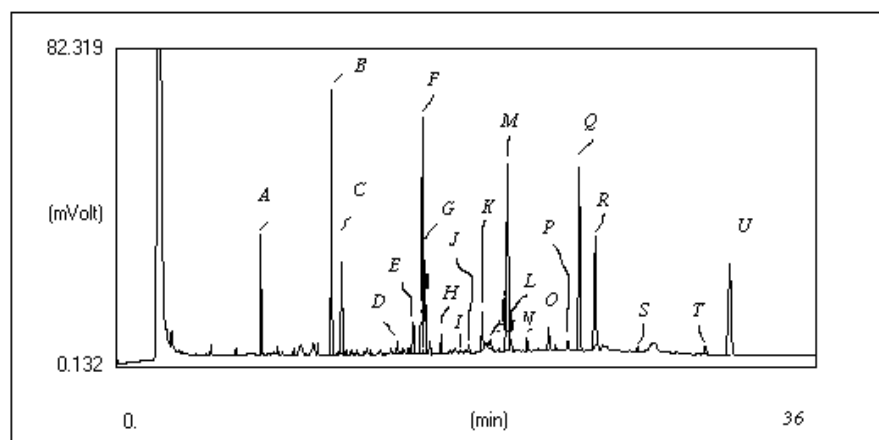 82.319
B
F
M
Q
A
C
G
K
P
R
U
(mVolt)
J
E
H
L
D
I
N
O
S
T
0.132
0.
(min)
36